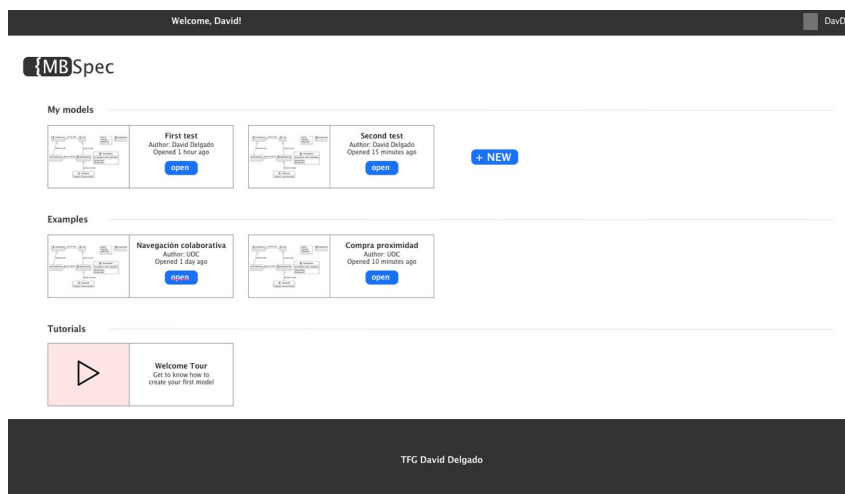 Welcome, David!
DavD
{MB}Spec
My models
First test
Author: David Delgado
Opened 1 hour ago
open
Second test
Author: David Delgado
Opened 15 minutes ago
open
+ NEW
Examples
Navegación colaborativa
Author: UOC
Opened 1 day ago
open
Compra proximidad
Author: UOC
Opened 10 minutes ago
open
Tutorials
Welcome Tour
Get to know how to
create your first model
TFG David Delgado